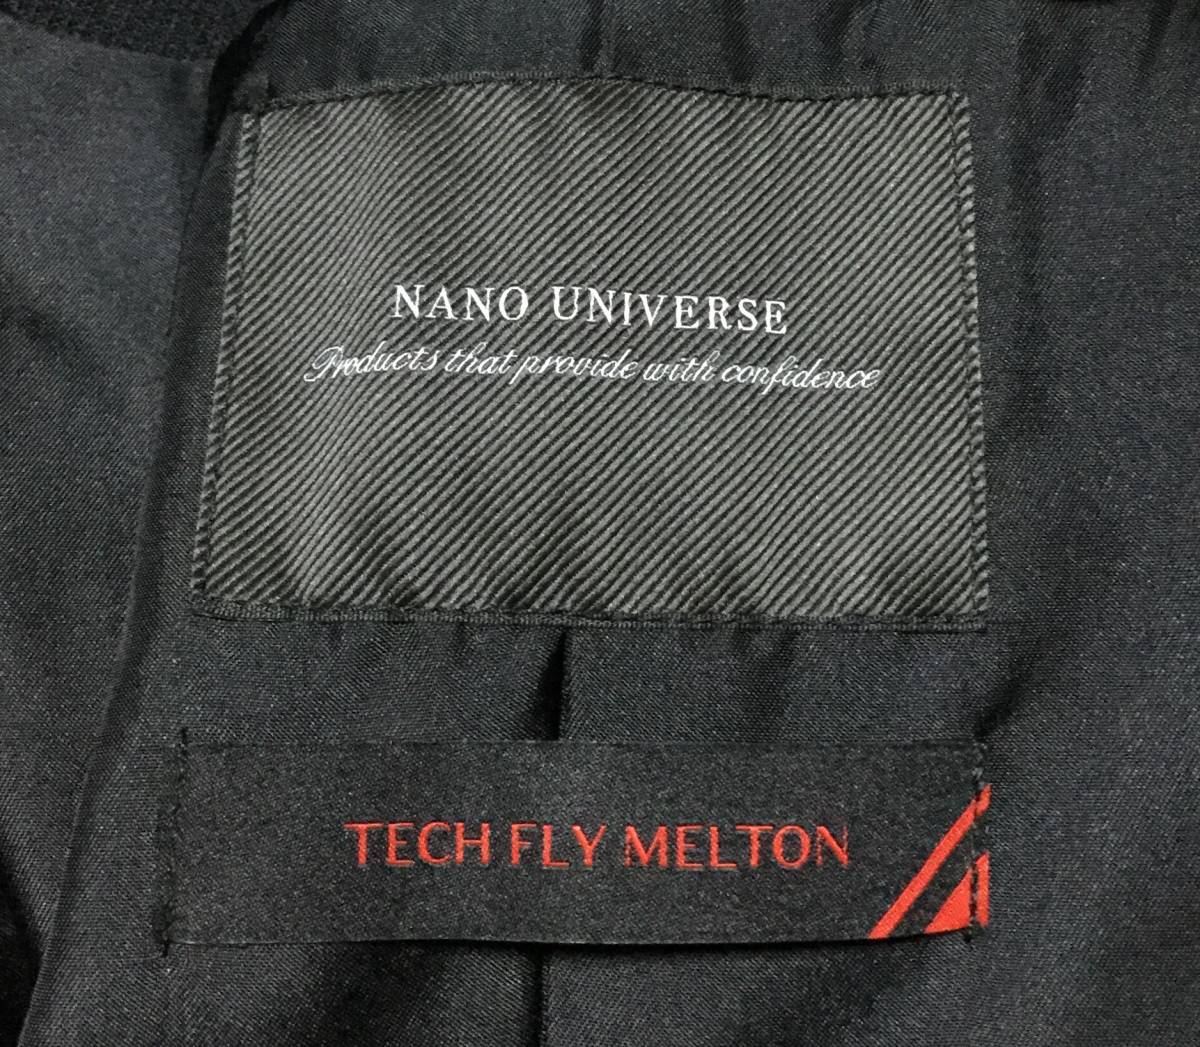 NANO UNIVERSE
Products that provide with confidence
TECH FLY MELTON